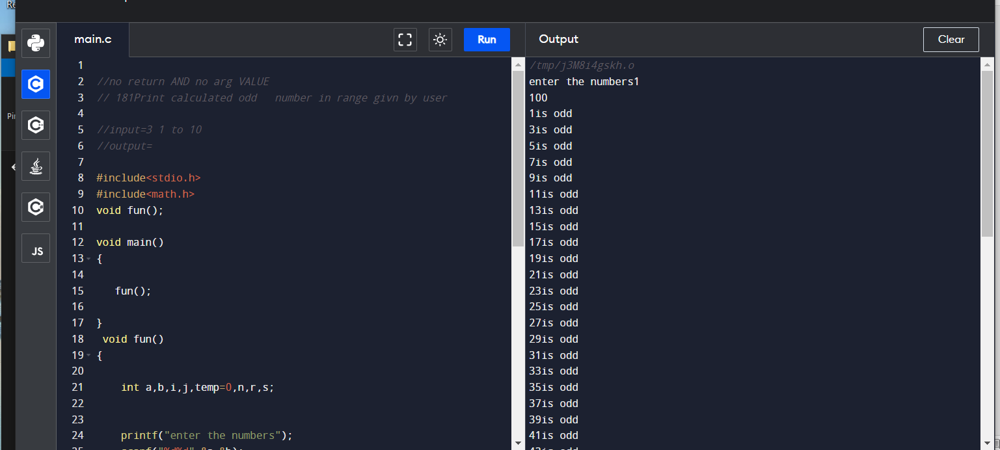 main.c
Run
Output
Clear
1
2 //no return AND no arg VALUE
3 // 181Print calculated odd   number in range givn by user
4
5 //input=3 1 to 10
6 //output=
7
8 #include<stdio.h>
9 #include<math.h>
10 void fun();
11
12 void main()
13 {
14
15    fun();
16
17 }
18  void fun()
19 {
20
21     int a,b,i,j,temp=0,n,r,s;
22
23
24     printf("enter the numbers");
/tmp/j3M8i4gskh.o
enter the numbers1
100
1is odd
3is odd
5is odd
7is odd
9is odd
11is odd
13is odd
15is odd
17is odd
19is odd
21is odd
23is odd
25is odd
27is odd
29is odd
31is odd
33is odd
35is odd
37is odd
39is odd
41is odd
JS